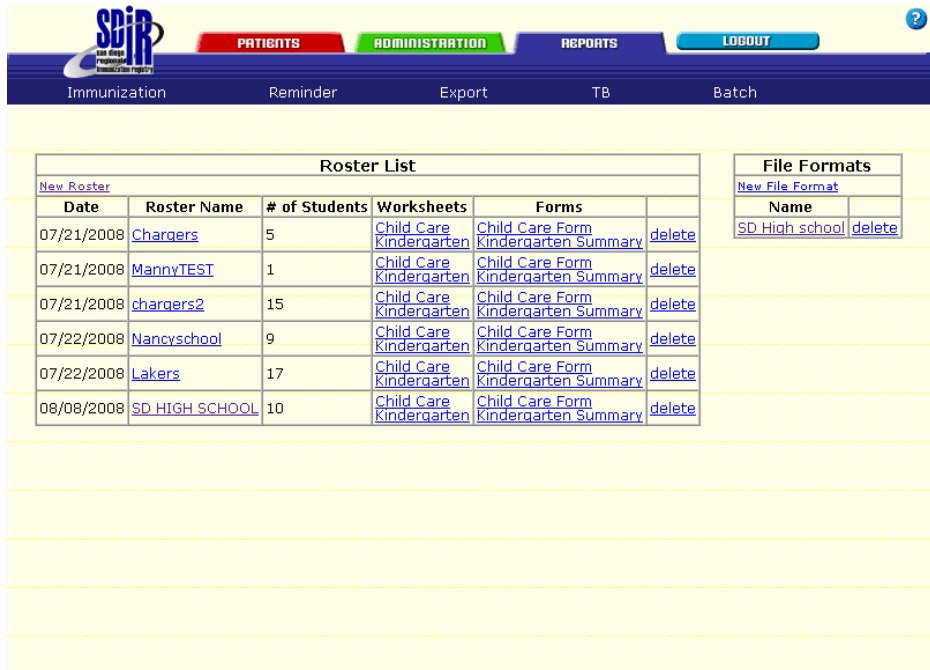 SDiR
san diego
regional
immunization registry
PATIENTS ADMINISTRATION REPORTS LOGOUT ?
Immunization Reminder Export TB Batch
Roster List
New Roster
Date Roster Name # of Students Worksheets Forms
07/21/2008 Chargers 5 Child Care Kindergarten Child Care Form Kindergarten Summary delete
07/21/2008 MannyTEST 1 Child Care Kindergarten Child Care Form Kindergarten Summary delete
07/21/2008 chargers2 15 Child Care Kindergarten Child Care Form Kindergarten Summary delete
07/22/2008 Nancyschool 9 Child Care Kindergarten Child Care Form Kindergarten Summary delete
07/22/2008 Lakers 17 Child Care Kindergarten Child Care Form Kindergarten Summary delete
08/08/2008 SD HIGH SCHOOL 10 Child Care Kindergarten Child Care Form Kindergarten Summary delete
File Formats
New File Format
Name
SD High school delete